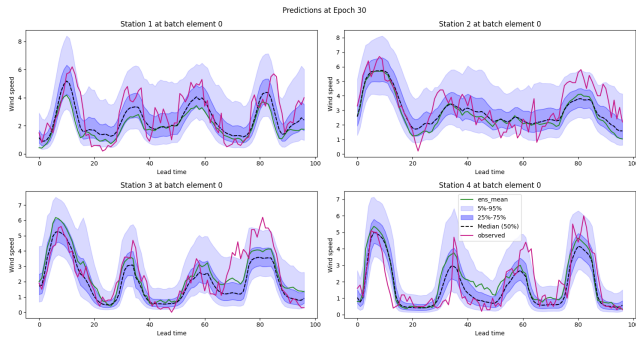 Predictions at Epoch 30
Station 1 at batch element 0
Wind speed
8
6
4
2
0
0 20 40 60 80 100
Lead time
Station 2 at batch element 0
Wind speed
8
7
6
5
4
3
2
1
0
0 20 40 60 80 100
Lead time
Station 3 at batch element 0
Wind speed
7
6
5
4
3
2
1
0
0 20 40 60 80 100
Lead time
Station 4 at batch element 0
Wind speed
7
6
5
4
3
2
1
0
ens_mean
5%-95%
25%-75%
Median (50%)
observed
0 20 40 60 80 100
Lead time